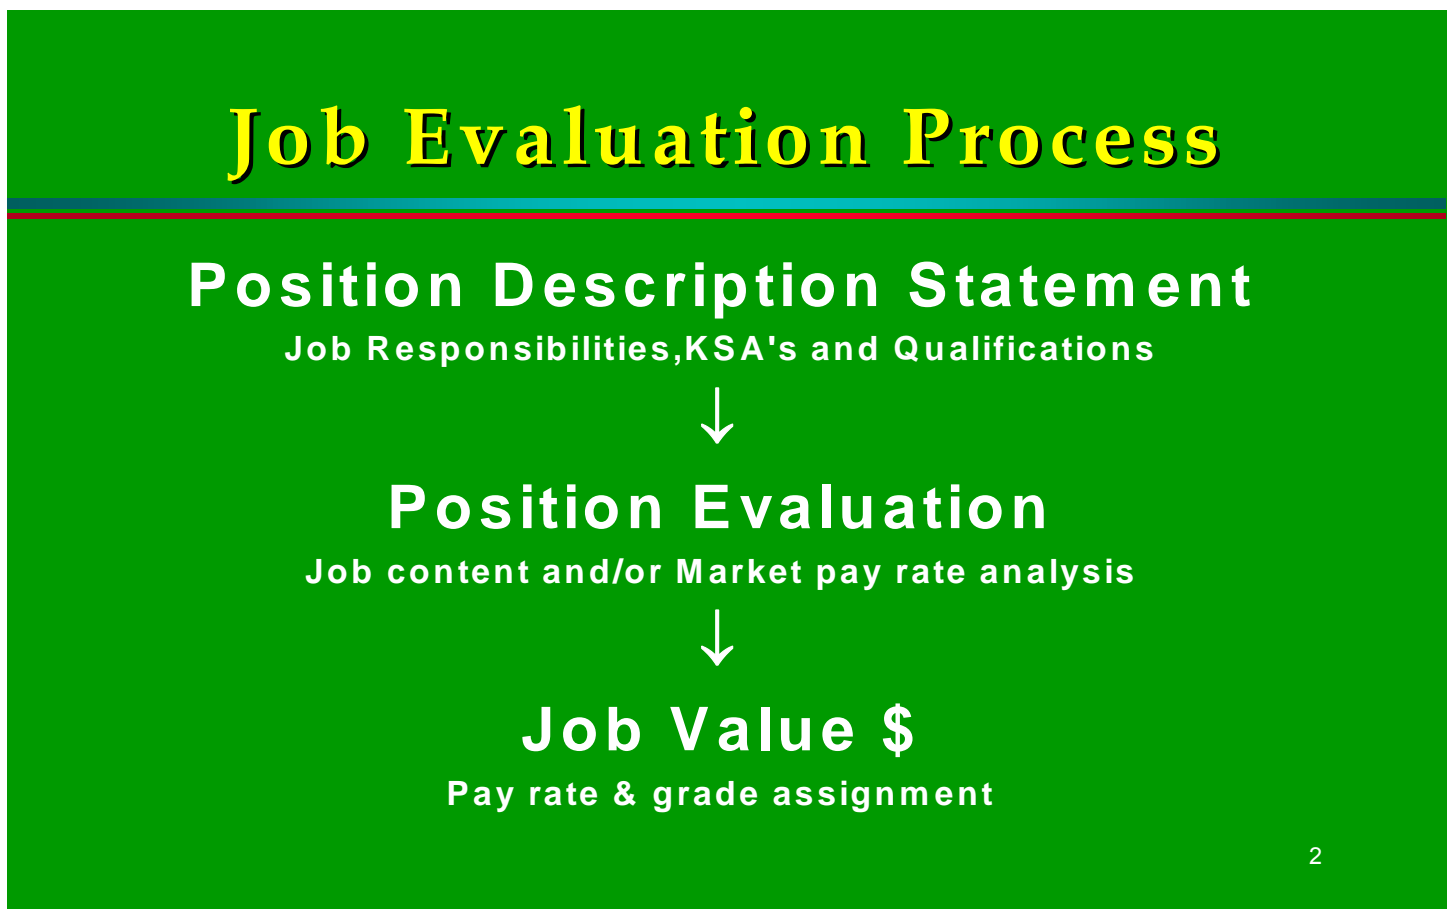 Job Evaluation Process
Position Description Statement
Job Responsibilities,KSA's and Qualifications
↓
Position Evaluation
Job content and/or Market pay rate analysis
↓
Job Value $
Pay rate & grade assignment
2